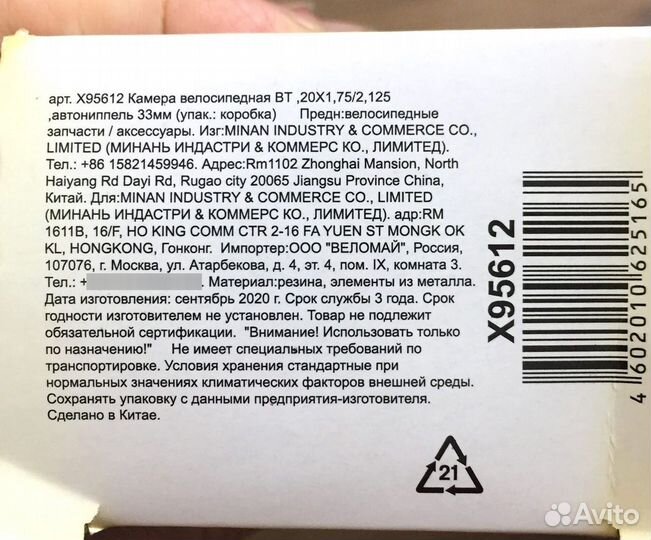 арт. X95612 Камера велосипедная BT ,20X1,75/2,125
,автониппель 33мм (упак.: коробка) Предн:велосипедные
запчасти / аксессуары. Изг:MINAN INDUSTRY & COMMERCE CO.,
LIMITED (МИНАНЬ ИНДАСТРИ & КОММЕРС КО., ЛИМИТЕД).
Тел.: +86 15821459946. Адрес:Rm1102 Zhonghai Mansion, North
Haiyang Rd Dayi Rd, Rugao city 20065 Jiangsu Province China,
Китай. Для:MINAN INDUSTRY & COMMERCE CO., LIMITED
(МИНАНЬ ИНДАСТРИ & КОММЕРС КО., ЛИМИТЕД). адр:RM
1611B, 16/F, HO KING COMM CTR 2-16 FA YUEN ST MONGK OK
KL, HONGKONG, Гонконг. Импортер:ООО "ВЕЛОМАЙ", Россия,
107076, г. Москва, ул. Атарбекова, д. 4, эт. 4, пом. IX, комната 3.
Тел.: + . Материал:резина, элементы из металла.
Дата изготовления: сентябрь 2020 г. Срок службы 3 года. Срок
годности изготовителем не установлен. Товар не подлежит
обязательной сертификации. "Внимание! Использовать только
по назначению!" Не имеет специальных требований по
транспортировке. Условия хранения стандартные при
нормальных значениях климатических факторов внешней среды.
Сохранять упаковку с данными предприятия-изготовителя.
Сделано в Китае.
X95612
4602010625165
21
Avito